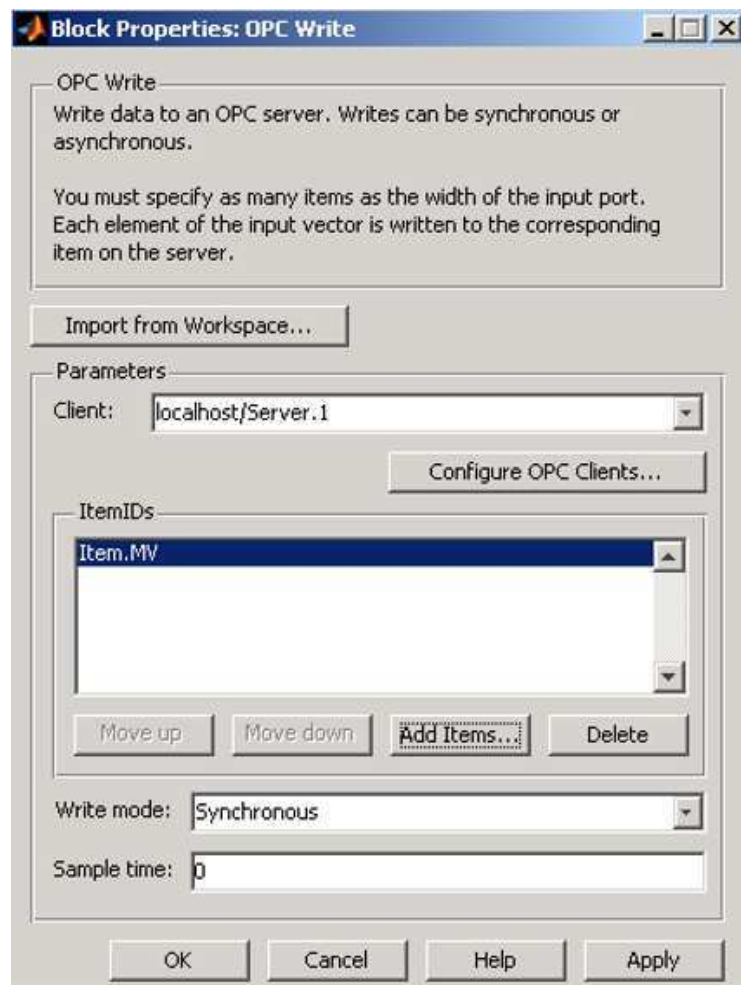 Block Properties: OPC Write
OPC Write
Write data to an OPC server. Writes can be synchronous or
asynchronous.
You must specify as many items as the width of the input port.
Each element of the input vector is written to the corresponding
item on the server.
Import from Workspace...
Parameters
Client: localhost/Server.1
Configure OPC Clients...
ItemIDs
Item.MV
Move up Move down Add Items... Delete
Write mode: Synchronous
Sample time: 0
OK Cancel Help Apply